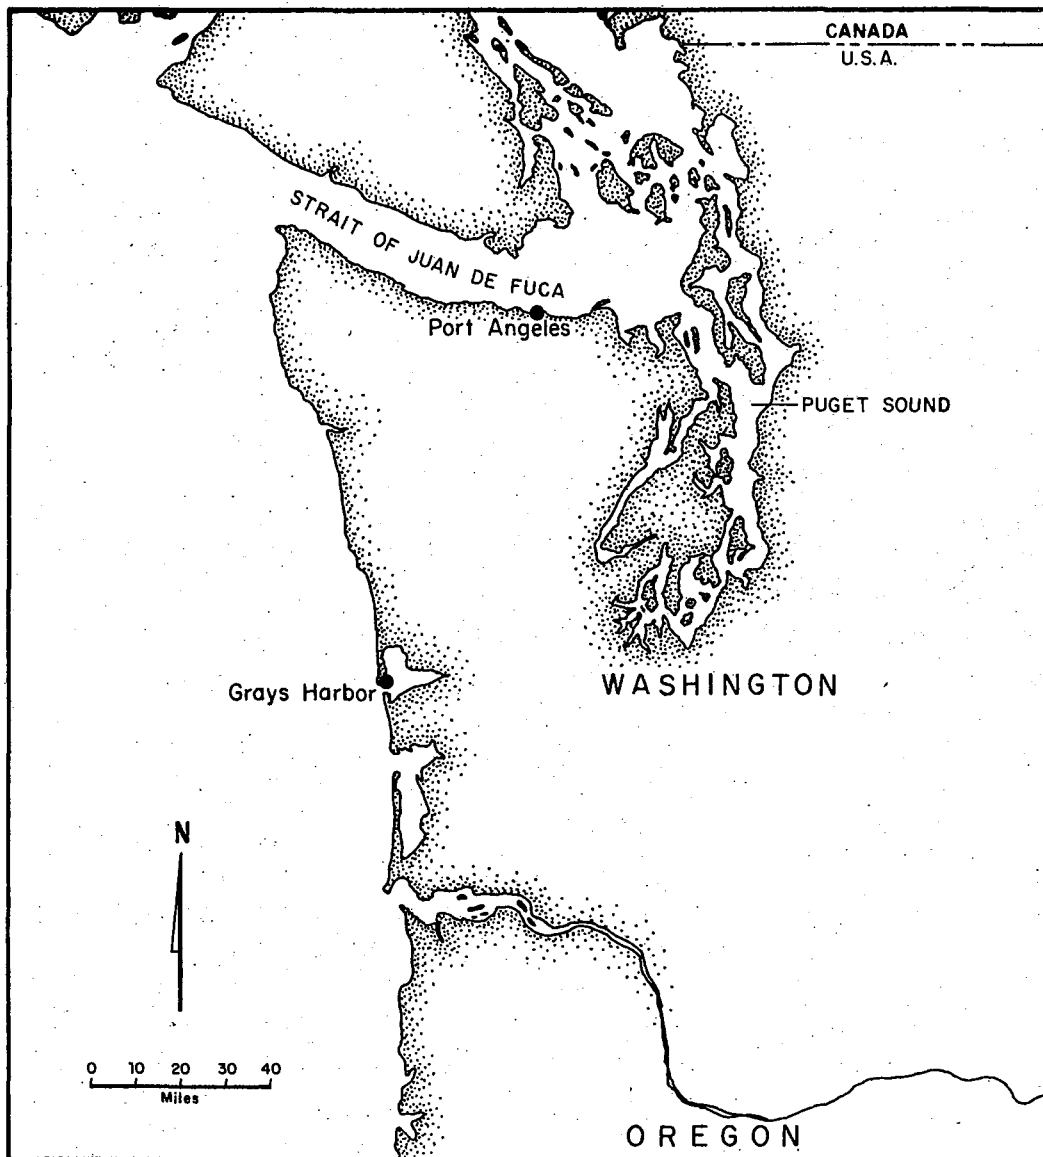 CANADA
U.S.A.
STRAIT OF JUAN DE FUCA
Port Angeles
PUGET SOUND
Grays Harbor
WASHINGTON
N
0 10 20 30 40
Miles
OREGON